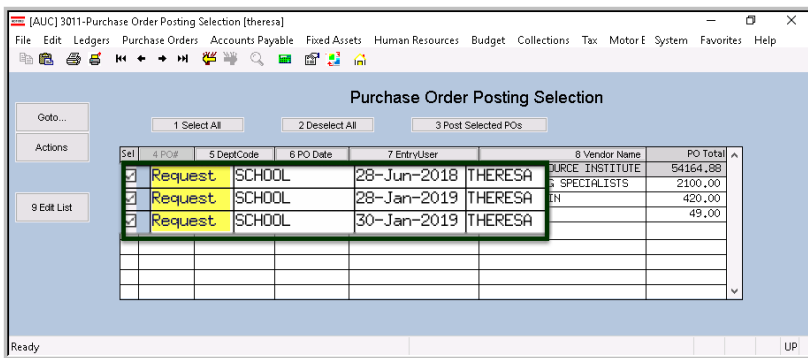 [AUC] 3011-Purchase Order Posting Selection [theresa]
File Edit Ledgers Purchase Orders Accounts Payable Fixed Assets Human Resources Budget Collections Tax Motor E System Favorites Help
Purchase Order Posting Selection
Goto...
1 Select All 2 Deselect All 3 Post Selected POs
Actions
Sel 4 PO# 5 DeptCode 6 PO Date 7 EntryUser 8 Vendor Name PO Total
INSTITUTE 54164.88
Request SCHOOL 28-Jun-2018 THERESA
SPECIALISTS 2100.00
Request SCHOOL 28-Jan-2019 THERESA
IN 420.00
9 Edit List
Request SCHOOL 30-Jan-2019 THERESA
49.00
Ready UP